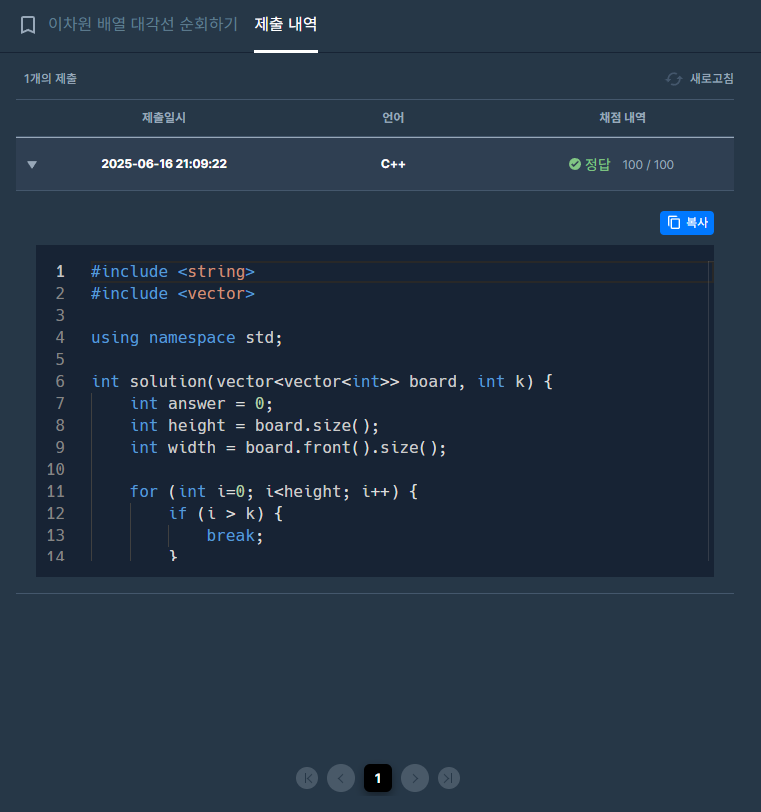 이차원 배열 대각선 순회하기 제출 내역
1개의 제출 새로고침
제출일시 언어 채점 내역
2025-06-16 21:09:22 C++ 정답 100 / 100
복사
1 #include <string>
2 #include <vector>
3
4 using namespace std;
5
6 int solution(vector<vector<int>> board, int k) {
7     int answer = 0;
8     int height = board.size();
9     int width = board.front().size();
10
11     for (int i=0; i<height; i++) {
12         if (i > k) {
13             break;
14         }
1